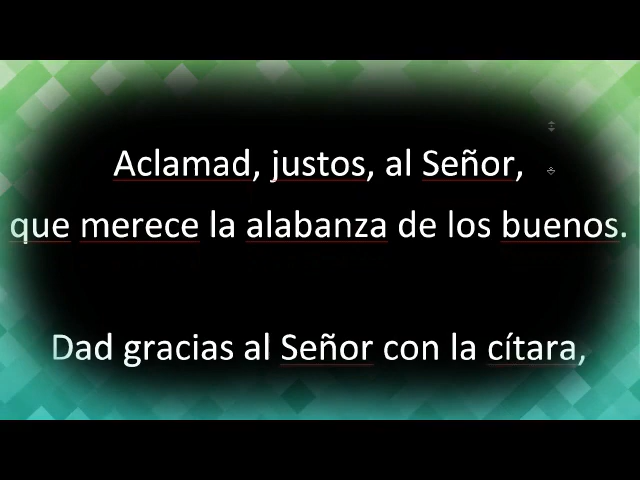 Aclamad, justos, al Señor,
que merece la alabanza de los buenos.
Dad gracias al Señor con la cítara,